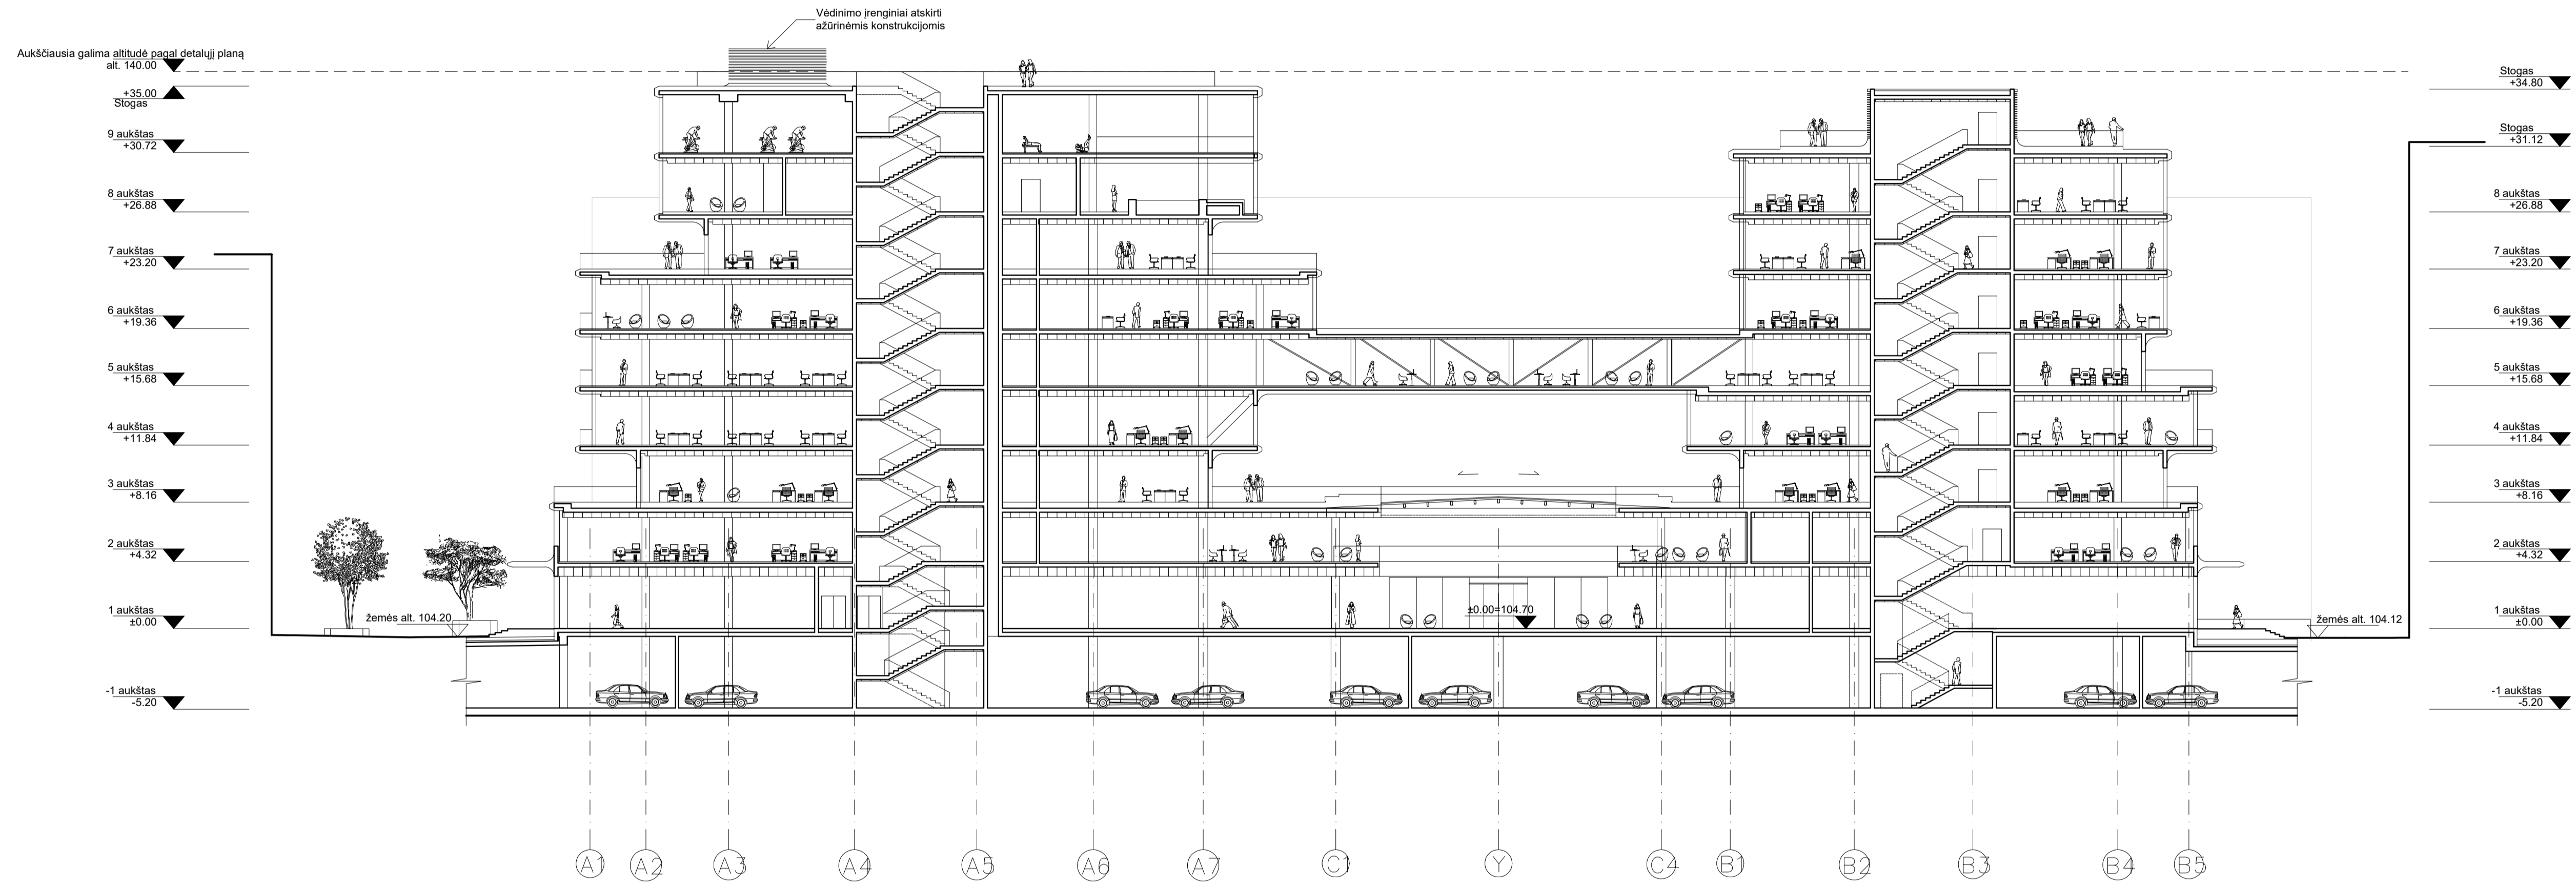 Vėdinimo įrenginiai atskirti
ažūrinėmis konstrukcijomis
Aukščiausia galima altitudė pagal detalųjį planą
alt. 140.00
+35.00
Stogas
9 aukštas
+30.72
8 aukštas
+26.88
7 aukštas
+23.20
6 aukštas
+19.36
5 aukštas
+15.68
4 aukštas
+11.84
3 aukštas
+8.16
2 aukštas
+4.32
1 aukštas
±0.00
-1 aukštas
-5.20
žemės alt. 104.20
±0.00=104.70
žemės alt. 104.12
Stogas
+34.80
Stogas
+31.12
8 aukštas
+26.88
7 aukštas
+23.20
6 aukštas
+19.36
5 aukštas
+15.68
4 aukštas
+11.84
3 aukštas
+8.16
2 aukštas
+4.32
1 aukštas
±0.00
-1 aukštas
-5.20
A1 A2 A3 A4 A5 A6 A7 C1 Y C4 B1 B2 B3 B4 B5